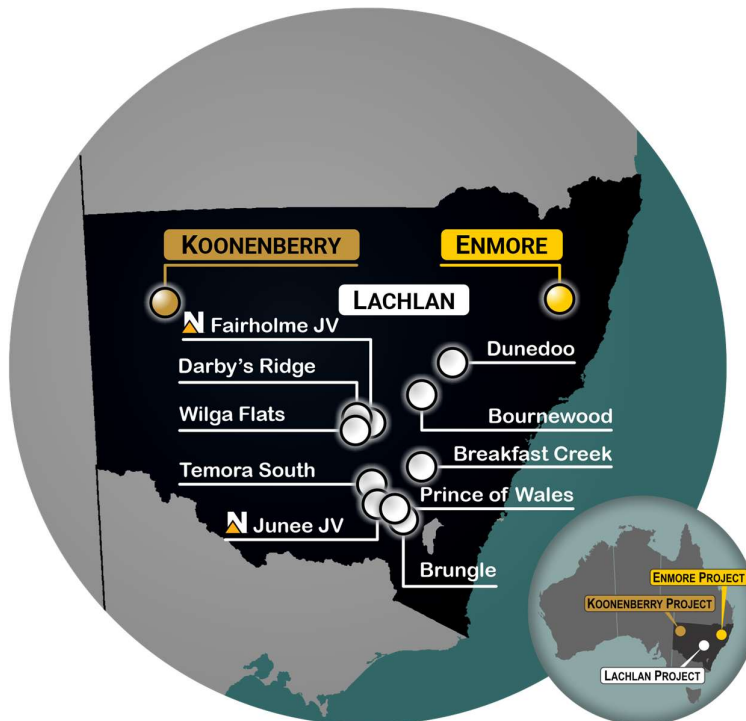 KOONENBERRY
ENMORE
LACHLAN
Fairholme JV
Darby's Ridge
Dunedoo
Wilga Flats
Bournewood
Breakfast Creek
Temora South
Prince of Wales
Junee JV
Brungle
ENMORE PROJECT
KOONENBERRY PROJECT
LACHLAN PROJECT